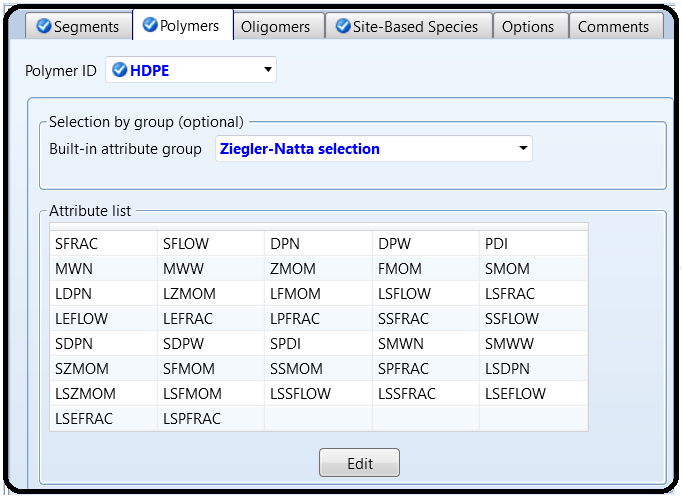 Segments Polymers Oligomers Site-Based Species Options Comments
Polymer ID HDPE
Selection by group (optional)
Built-in attribute group Ziegler-Natta selection
Attribute list
SFRAC SFLOW DPN DPW PDI
MWN MWW ZMOM FMOM SMOM
LDPN LZMOM LFMOM LSFLOW LSFRAC
LEFLOW LEFRAC LPFRAC SSFRAC SSFLOW
SDPN SDPW SPDI SMWN SMWW
SZMOM SFMOM SSMOM SPFRAC LSDPN
LSZMOM LSFMOM LSSFLOW LSSFRAC LSEFLOW
LSEFRAC LSPFRAC
Edit